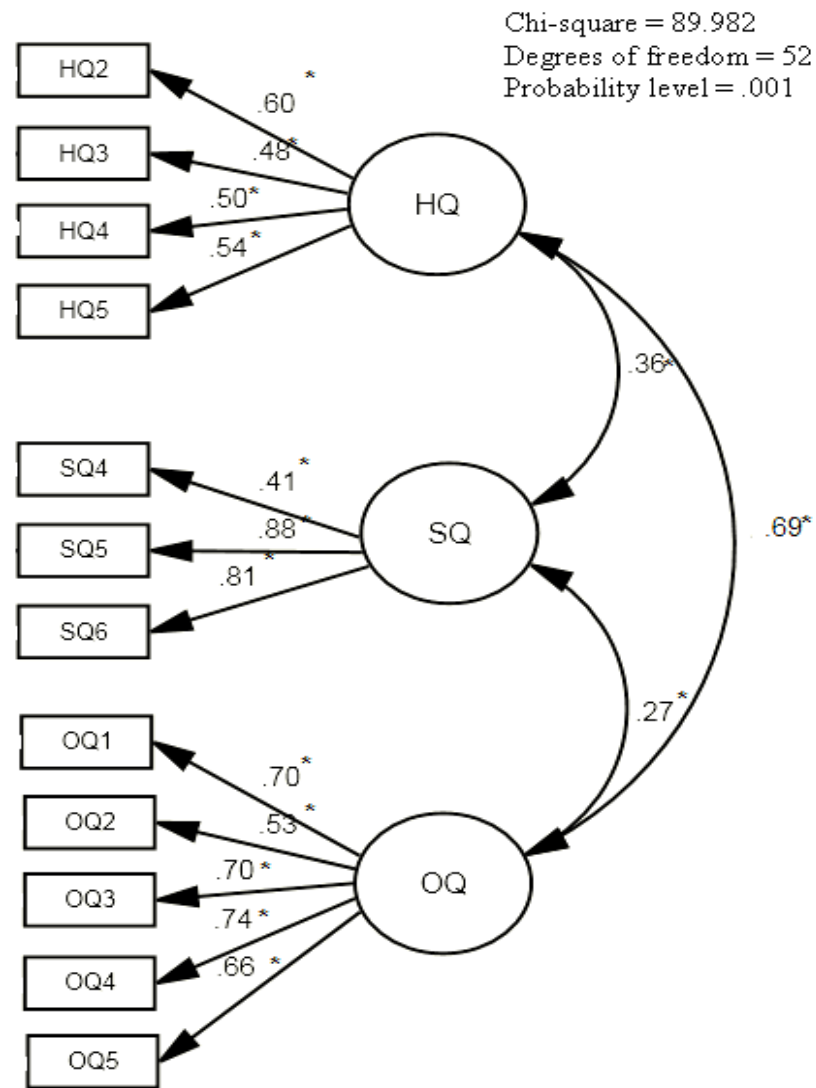 Chi-square = 89.982
Degrees of freedom = 52
Probability level = .001
HQ2
.60 *
HQ3
.48*
HQ4
.50*
HQ5
.54*
HQ
.36*
.69*
SQ4
.41*
SQ5
.88*
SQ6
.81*
SQ
.27*
OQ1
.70*
OQ2
.53*
OQ3
.70*
OQ4
.74*
OQ5
.66 *
OQ